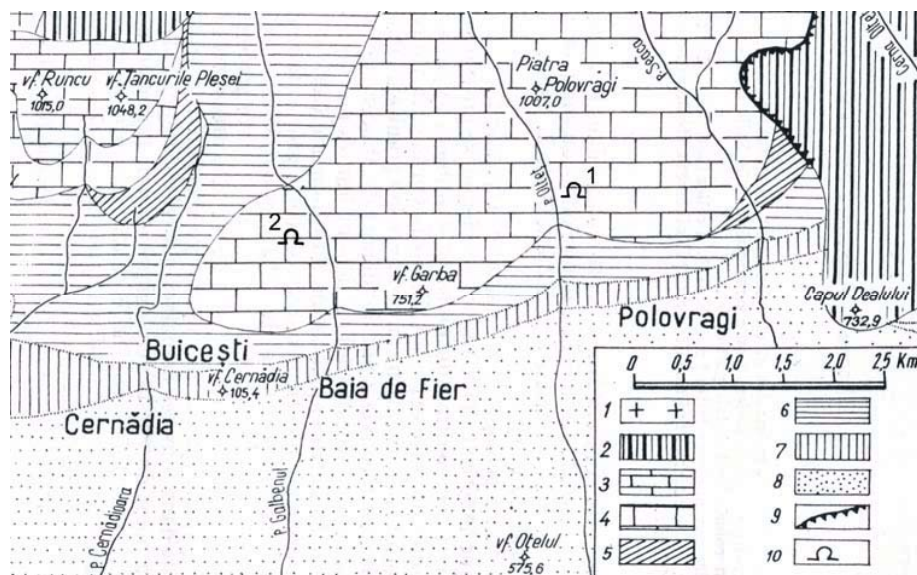 vf. Runcu
1015,0
vf. Tancurile Pleșei
1048,2
Piatra
Polovragi
1007,0
P. Seaca
Cerna Olteț
P. Olteț
1
2
vf. Garba
751,2
Capul Dealului
732,9
Polovragi
Buicești
vf. Cernădia
105,4
Baia de Fier
Cernădia
P. Cernădioara
P. Galbenul
vf. Oțelul
575,6
0 0,5 1,0 1,5 2,0 2,5 Km
1
2
3
4
5
6
7
8
9
10